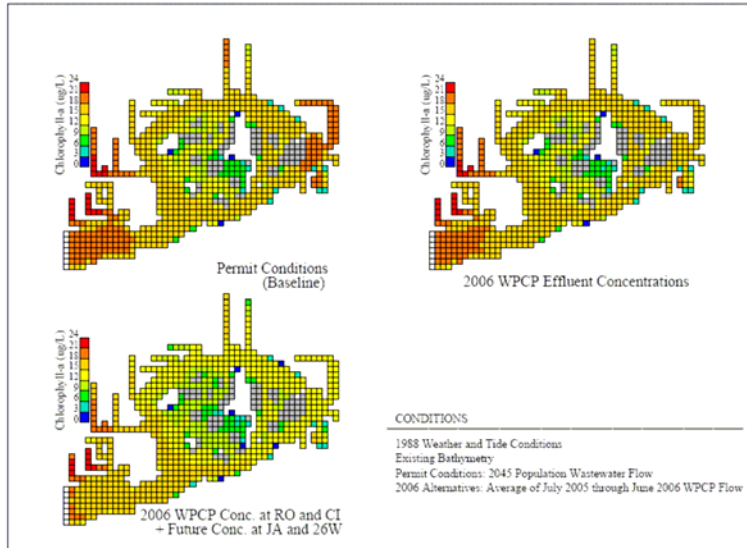 Chlorophyll-a (ug/L)
24
21
18
15
12
9
6
3
0
Permit Conditions
(Baseline)
Chlorophyll-a (ug/L)
24
21
18
15
12
9
6
3
0
2006 WPCP Effluent Concentrations
Chlorophyll-a (ug/L)
24
21
18
15
12
9
6
3
0
2006 WPCP Conc. at RO and CI
+ Future Conc. at JA and 26W
CONDITIONS
1988 Weather and Tide Conditions
Existing Bathymetry
Permit Conditions: 2045 Population Wastewater Flow
2006 Alternatives: Average of July 2005 through June 2006 WPCP Flow